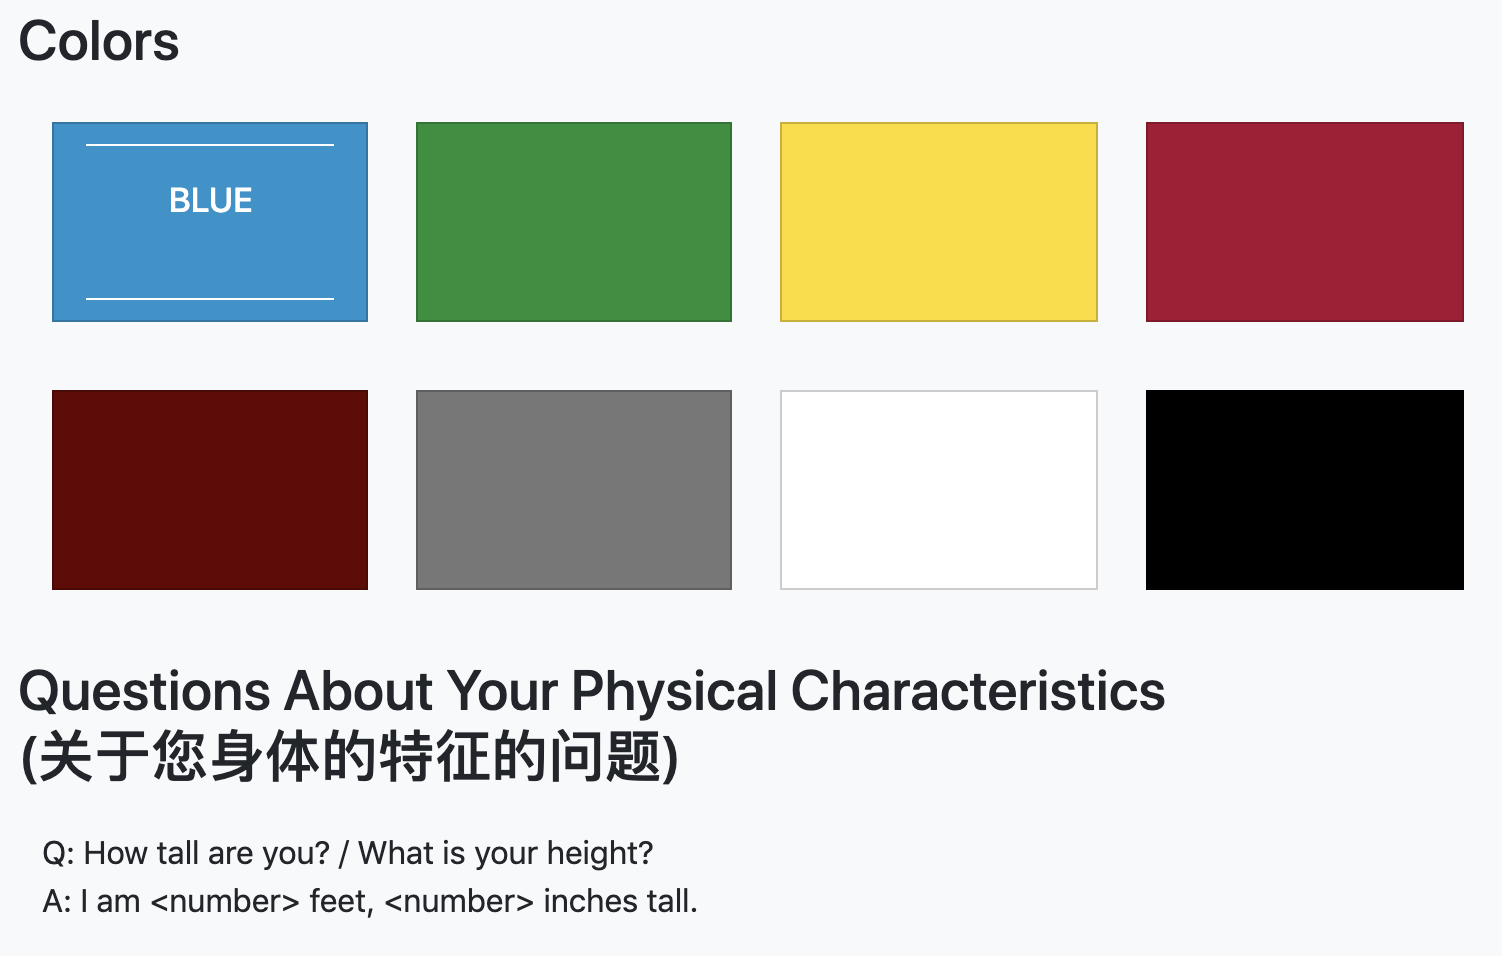 Colors
BLUE
Questions About Your Physical Characteristics
(关于您身体的特征的问题)
Q: How tall are you? / What is your height?
A: I am <number> feet, <number> inches tall.